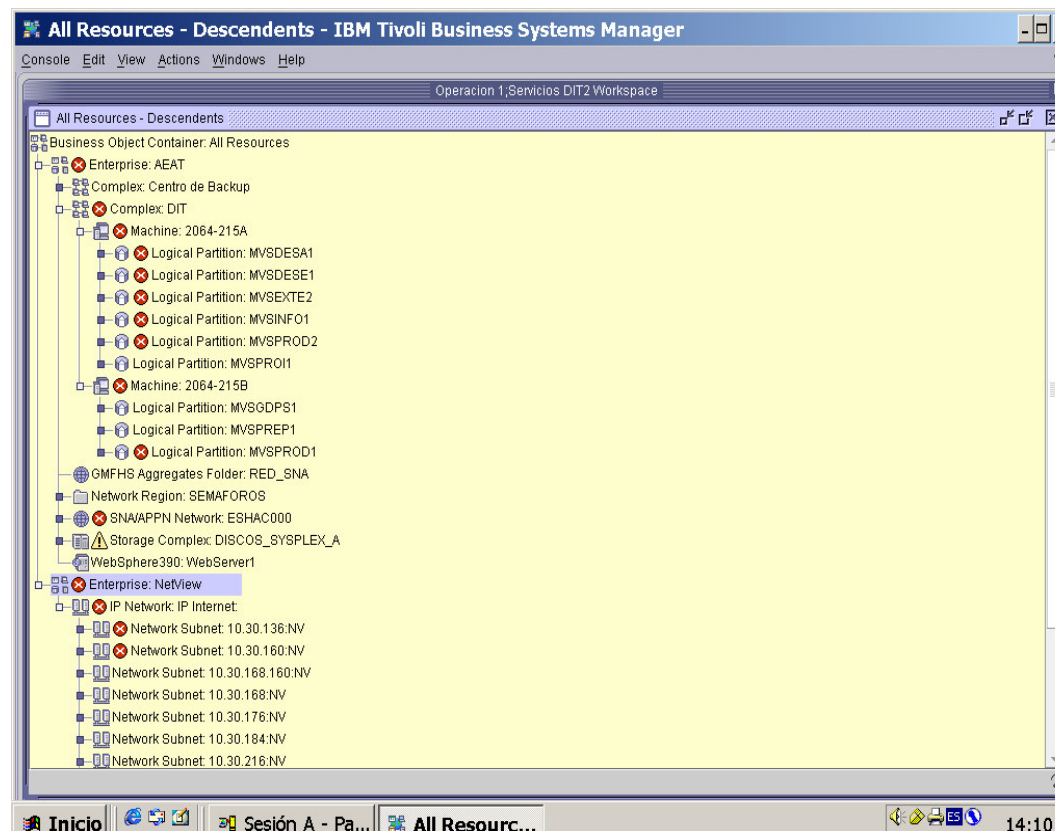 All Resources - Descendents - IBM Tivoli Business Systems Manager
Console Edit View Actions Windows Help
Operacion 1;Servicios DIT2 Workspace
All Resources - Descendents
Business Object Container: All Resources
Enterprise: AEAT
Complex: Centro de Backup
Complex: DIT
Machine: 2064-215A
Logical Partition: MVSDESA1
Logical Partition: MVSDESE1
Logical Partition: MVSEXTE2
Logical Partition: MVSINFO1
Logical Partition: MVSPROD2
Logical Partition: MVSPROI1
Machine: 2064-215B
Logical Partition: MVSGDPS1
Logical Partition: MVSPREP1
Logical Partition: MVSPROD1
GMFHS Aggregates Folder: RED_SNA
Network Region: SEMAFOROS
SNA/APPN Network: ESHAC000
Storage Complex: DISCOS_SYSPLEX_A
WebSphere390: WebServer1
Enterprise: NetView
IP Network: IP Internet:
Network Subnet: 10.30.136:NV
Network Subnet: 10.30.160:NV
Network Subnet: 10.30.168.160:NV
Network Subnet: 10.30.168:NV
Network Subnet: 10.30.176:NV
Network Subnet: 10.30.184:NV
Network Subnet: 10.30.216:NV
Inicio Sesión A - Pa... All Resourc... ES 14:10